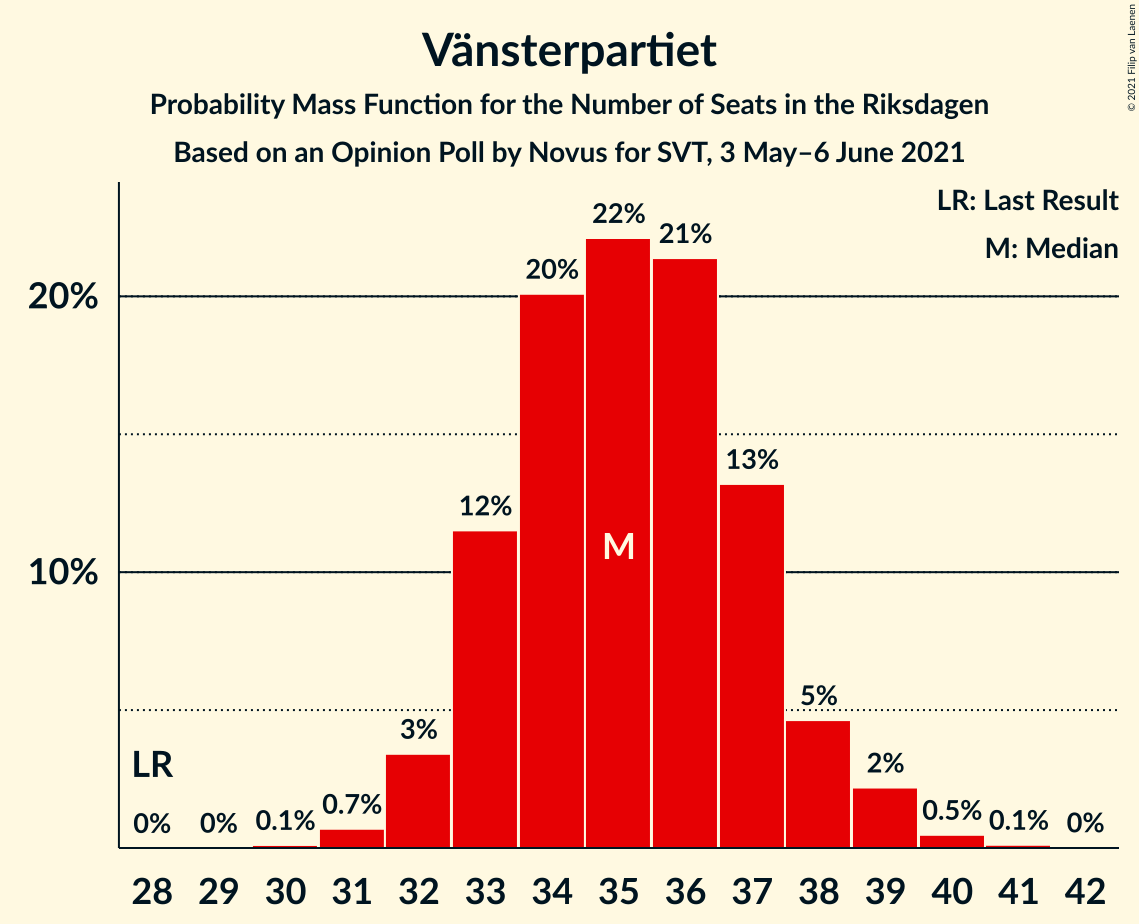 Vänsterpartiet
Probability Mass Function for the Number of Seats in the Riksdagen
Based on an Opinion Poll by Novus for SVT, 3 May–6 June 2021
© 2021 Filip van Laenen
LR: Last Result
M: Median
20%
10%
LR
0%
0%
0.1%
0.7%
3%
12%
20%
22%
21%
13%
5%
2%
0.5%
0.1%
0%
M
28 29 30 31 32 33 34 35 36 37 38 39 40 41 42